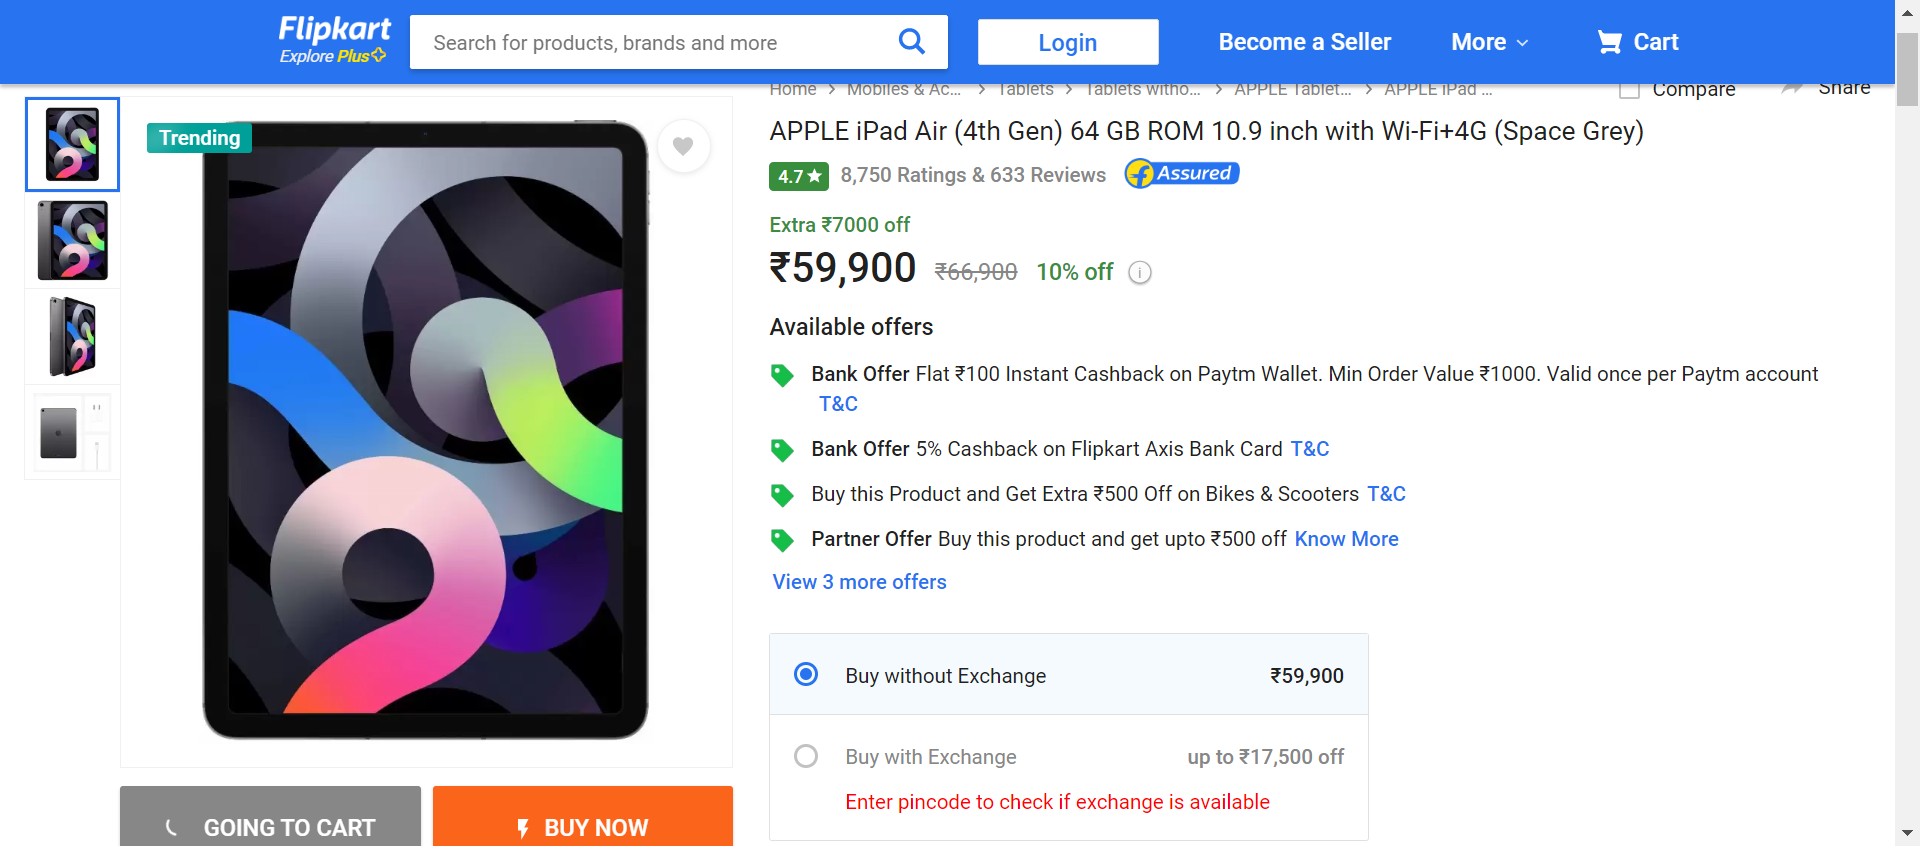 Flipkart
Explore Plus
Search for products, brands and more
Login
Become a Seller
More
Cart
Home
Mobiles & Ac...
Tablets
Tablets witho...
APPLE Tablet...
APPLE iPad ...
Compare
Share
Trending
APPLE iPad Air (4th Gen) 64 GB ROM 10.9 inch with Wi-Fi+4G (Space Grey)
4.7★ 8,750 Ratings & 633 Reviews
Assured
Extra ₹7000 off
₹59,900 ₹66,900 10% off
Available offers
Bank Offer Flat ₹100 Instant Cashback on Paytm Wallet. Min Order Value ₹1000. Valid once per Paytm account
T&C
Bank Offer 5% Cashback on Flipkart Axis Bank Card T&C
Buy this Product and Get Extra ₹500 Off on Bikes & Scooters T&C
Partner Offer Buy this product and get upto ₹500 off Know More
View 3 more offers
Buy without Exchange ₹59,900
Buy with Exchange up to ₹17,500 off
Enter pincode to check if exchange is available
GOING TO CART
BUY NOW